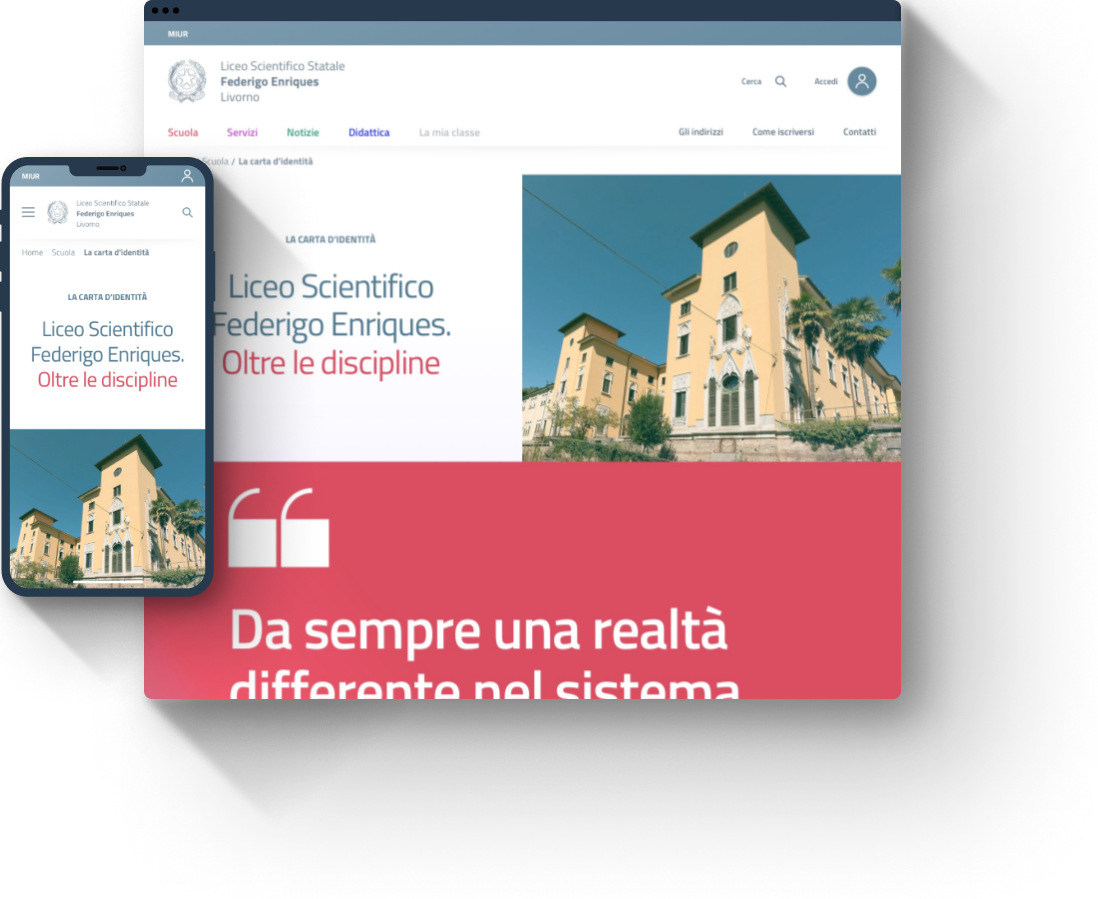 MIUR
Liceo Scientifico Statale
Federigo Enriques
Livorno
Cerca
Accedi
Scuola Servizi Notizie Didattica La mia classe
Gli indirizzi Come iscriversi Contatti
Scuola / La carta d'identità
LA CARTA D'IDENTITÀ
Liceo Scientifico
Federigo Enriques.
Oltre le discipline
Da sempre una realtà
differente nel sistema
MIUR
Liceo Scientifico Statale
Federigo Enriques
Livorno
Home Scuola La carta d'identità
LA CARTA D'IDENTITÀ
Liceo Scientifico
Federigo Enriques.
Oltre le discipline